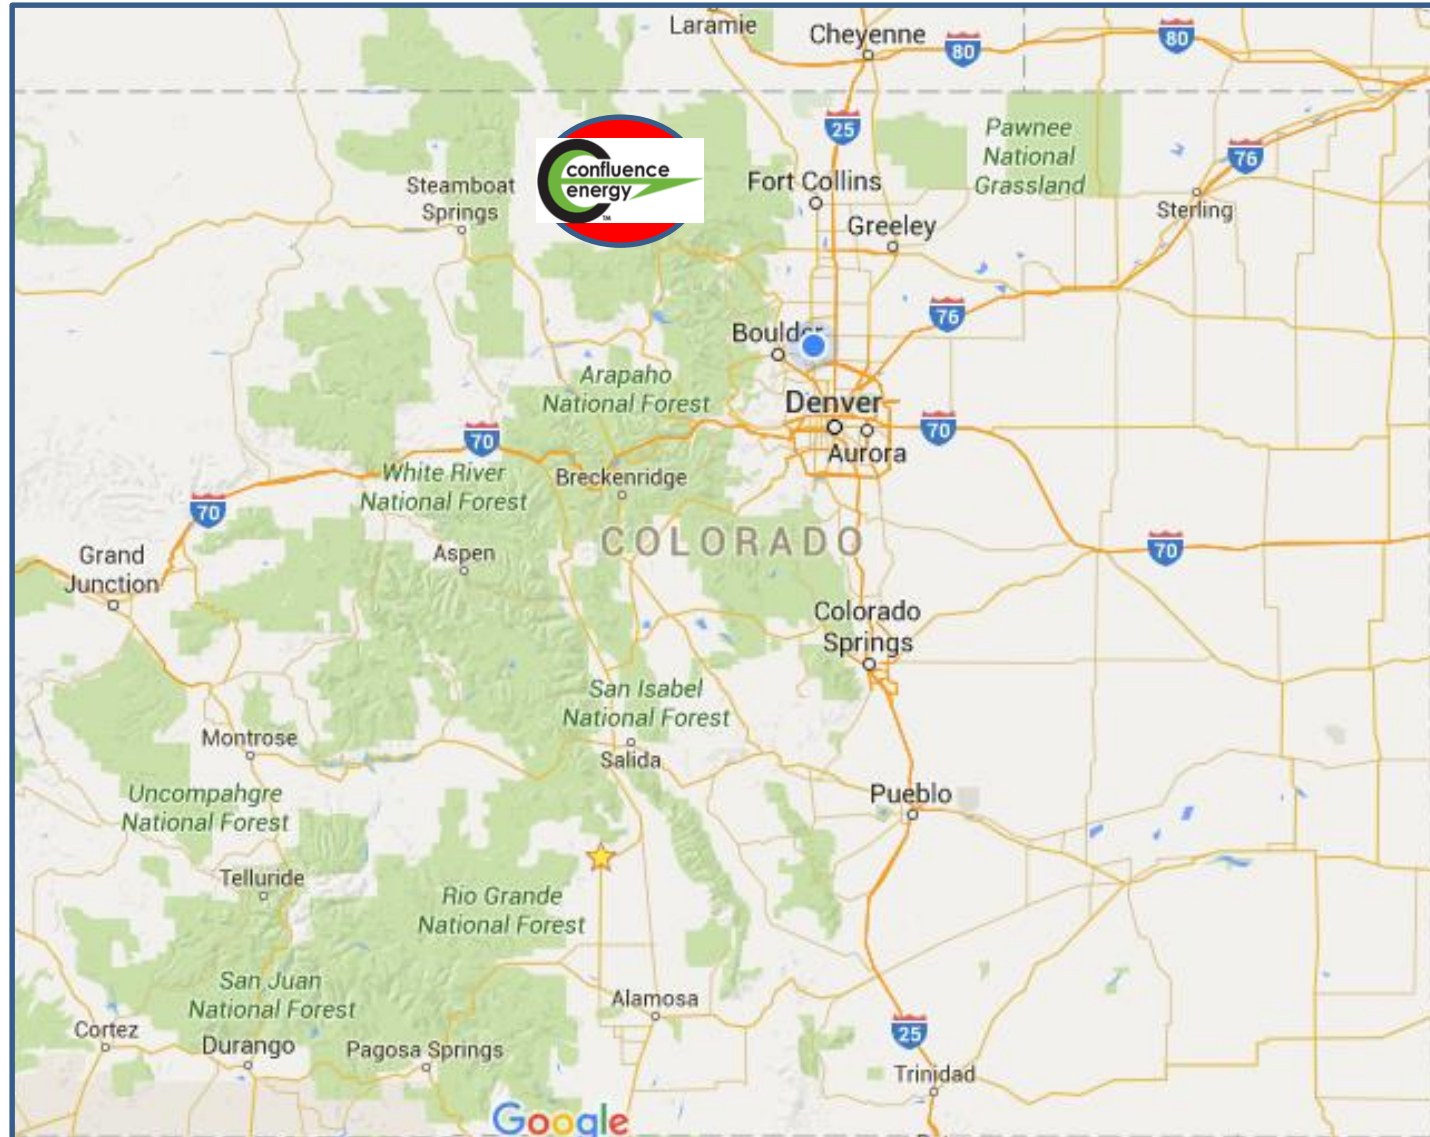 Laramie
Cheyenne
80
80
25
Pawnee
National
Grassland
76
confluence
energy
TM
Steamboat
Springs
Fort Collins
Sterling
Greeley
76
Boulder
Arapaho
National Forest
Denver
70
70
Aurora
White River
National Forest
Breckenridge
70
COLORADO
Grand
Junction
Aspen
70
Colorado
Springs
San Isabel
National Forest
Montrose
Salida
Uncompahgre
National Forest
Pueblo
Telluride
Rio Grande
National Forest
San Juan
National Forest
Alamosa
Cortez
Durango
Pagosa Springs
25
Trinidad
Google